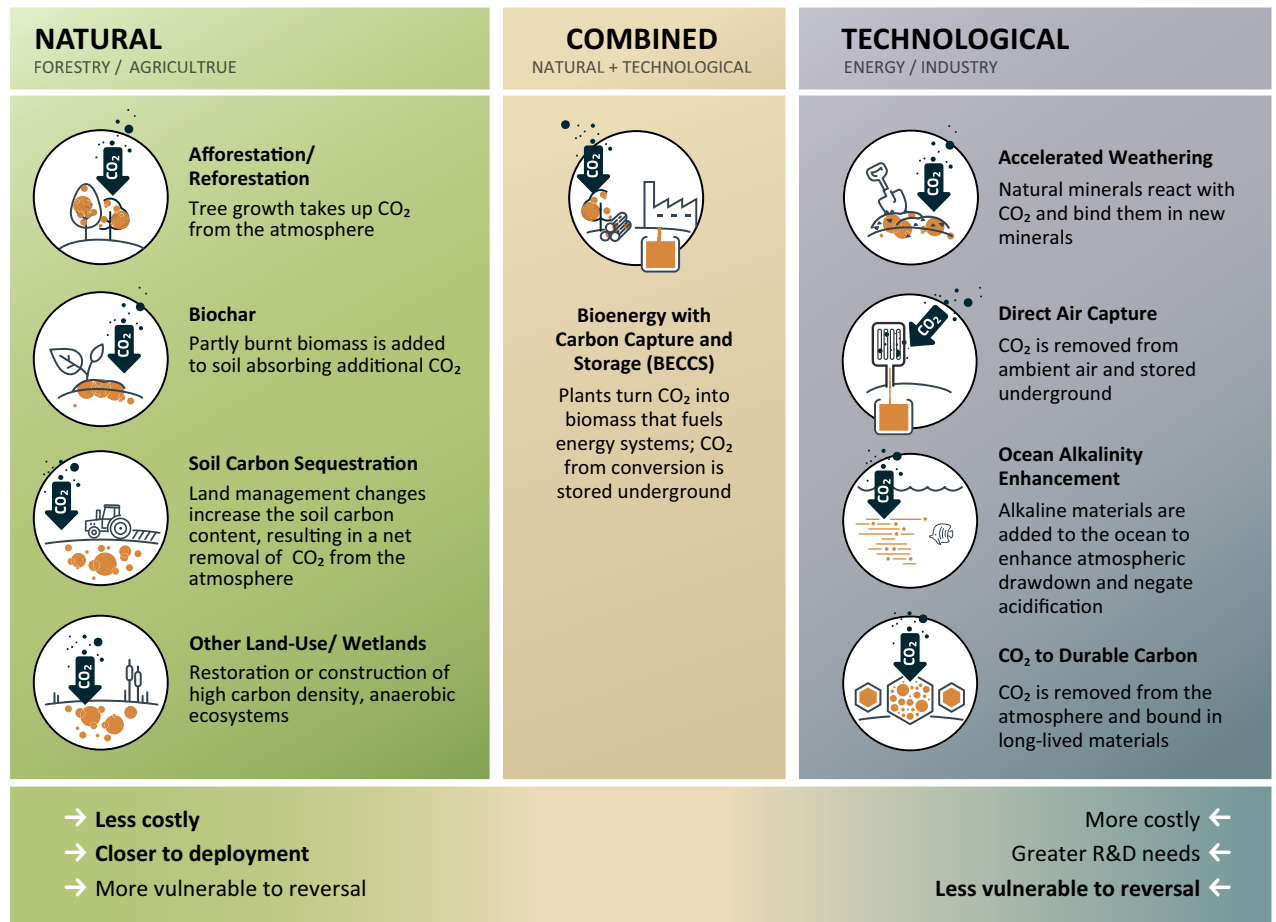 NATURAL
FORESTRY / AGRICULTRUE
CO₂
Afforestation/
Reforestation
Tree growth takes up CO₂
from the atmosphere
CO₂
Biochar
Partly burnt biomass is added
to soil absorbing additional CO₂
CO₂
Soil Carbon Sequestration
Land management changes
increase the soil carbon
content, resulting in a net
removal of CO₂ from the
atmosphere
CO₂
Other Land-Use/ Wetlands
Restoration or construction of
high carbon density, anaerobic
ecosystems
COMBINED
NATURAL + TECHNOLOGICAL
CO₂
Bioenergy with
Carbon Capture and
Storage (BECCS)
Plants turn CO₂ into
biomass that fuels
energy systems; CO₂
from conversion is
stored underground
TECHNOLOGICAL
ENERGY / INDUSTRY
CO₂
Accelerated Weathering
Natural minerals react with
CO₂ and bind them in new
minerals
CO₂
Direct Air Capture
CO₂ is removed from
ambient air and stored
underground
CO₂
Ocean Alkalinity
Enhancement
Alkaline materials are
added to the ocean to
enhance atmospheric
drawdown and negate
acidification
CO₂
CO₂ to Durable Carbon
CO₂ is removed from the
atmosphere and bound in
long-lived materials
→ Less costly
→ Closer to deployment
→ More vulnerable to reversal
More costly ←
Greater R&D needs ←
Less vulnerable to reversal ←